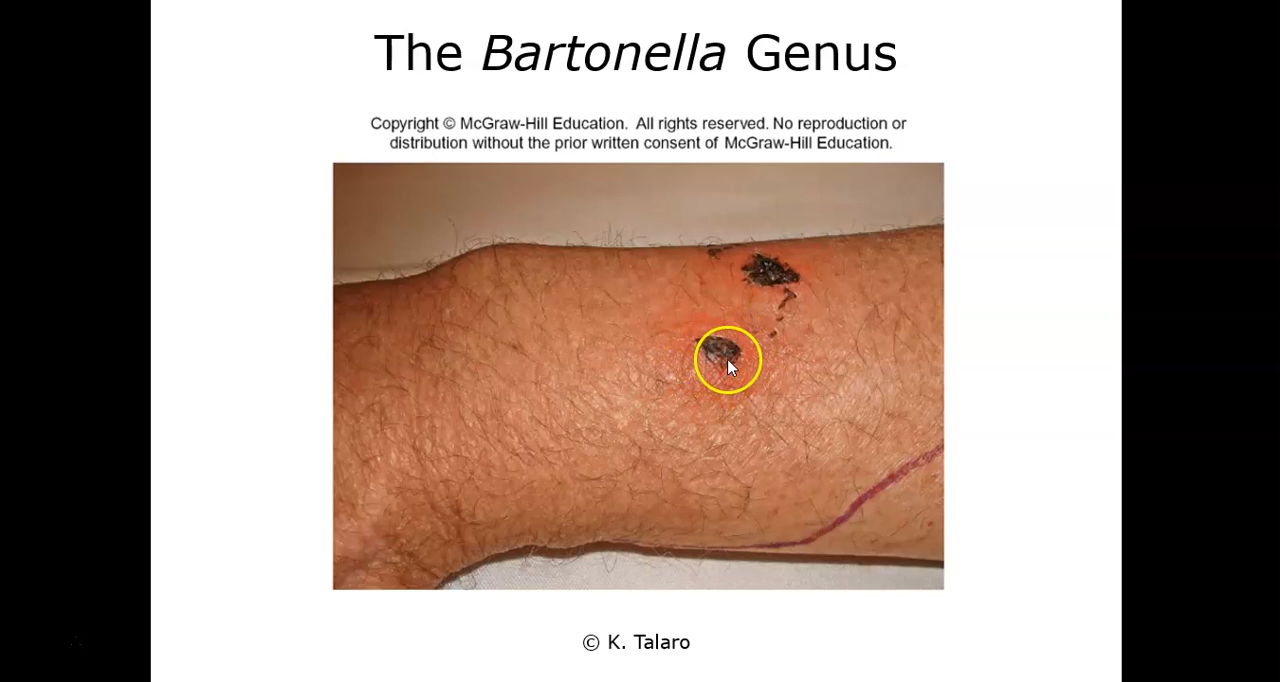 The Bartonella Genus
Copyright © McGraw-Hill Education. All rights reserved. No reproduction or
distribution without the prior written consent of McGraw-Hill Education.
© K. Talaro